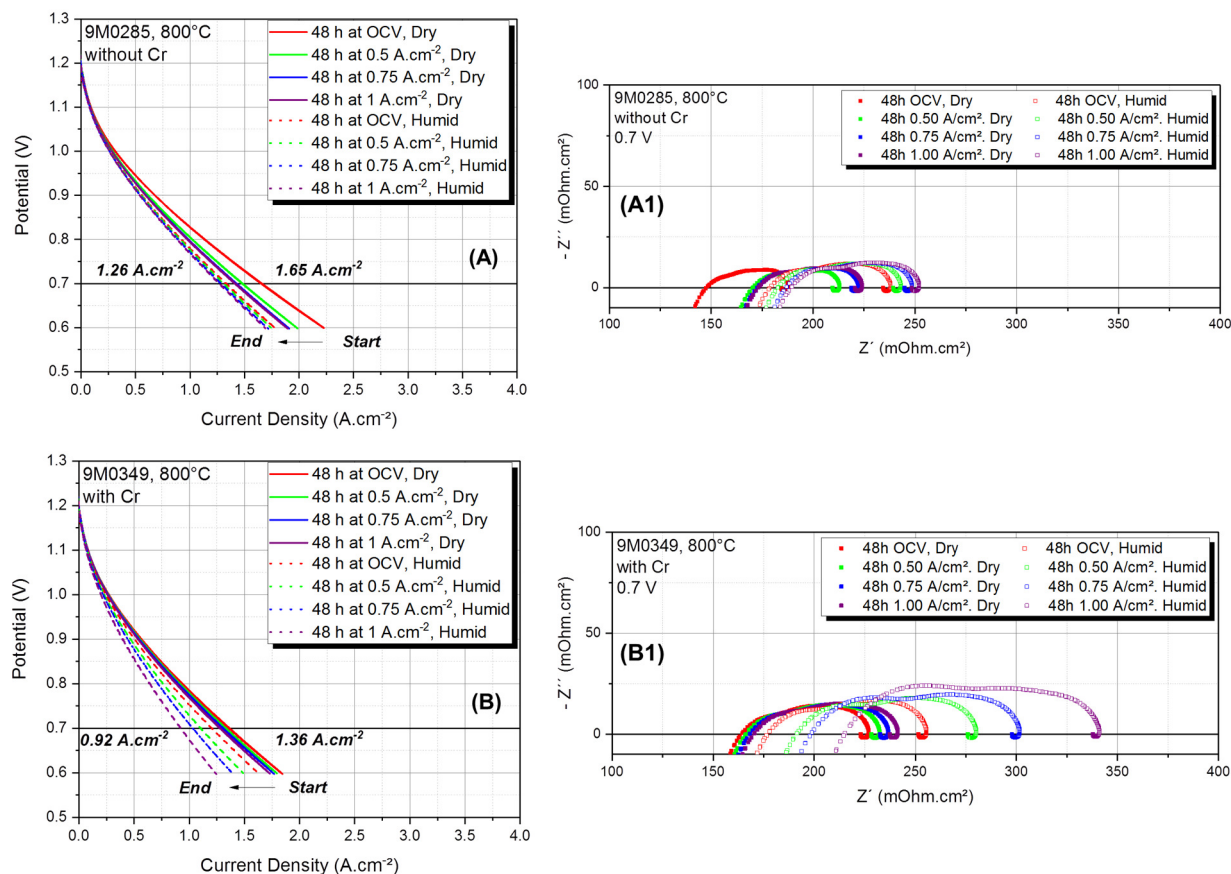 9M0285, 800°C
without Cr
48 h at OCV, Dry
48 h at 0.5 A.cm⁻², Dry
48 h at 0.75 A.cm⁻², Dry
48 h at 1 A.cm⁻², Dry
48 h at OCV, Humid
48 h at 0.5 A.cm⁻², Humid
48 h at 0.75 A.cm⁻², Humid
48 h at 1 A.cm⁻², Humid
1.3
1.2
1.1
1.0
0.9
0.8
0.7
0.6
0.5
Potential (V)
(A)
1.26 A.cm⁻²
1.65 A.cm⁻²
End
Start
0.0 0.5 1.0 1.5 2.0 2.5 3.0 3.5 4.0
Current Density (A.cm⁻²)
9M0285, 800°C
without Cr
0.7 V
48h OCV, Dry
48h 0.50 A/cm². Dry
48h 0.75 A/cm². Dry
48h 1.00 A/cm². Dry
48h OCV, Humid
48h 0.50 A/cm². Humid
48h 0.75 A/cm². Humid
48h 1.00 A/cm². Humid
100
50
0
- Z´´ (mOhm.cm²)
(A1)
100 150 200 250 300 350 400
Z´ (mOhm.cm²)
9M0349, 800°C
with Cr
48 h at OCV, Dry
48 h at 0.5 A.cm⁻², Dry
48 h at 0.75 A.cm⁻², Dry
48 h at 1 A.cm⁻², Dry
48 h at OCV, Humid
48 h at 0.5 A.cm⁻², Humid
48 h at 0.75 A.cm⁻², Humid
48 h at 1 A.cm⁻², Humid
1.3
1.2
1.1
1.0
0.9
0.8
0.7
0.6
0.5
Potential (V)
(B)
0.92 A.cm⁻²
1.36 A.cm⁻²
End
Start
0.0 0.5 1.0 1.5 2.0 2.5 3.0 3.5 4.0
Current Density (A.cm⁻²)
9M0349, 800°C
with Cr
0.7 V
48h OCV, Dry
48h 0.50 A/cm². Dry
48h 0.75 A/cm². Dry
48h 1.00 A/cm². Dry
48h OCV, Humid
48h 0.50 A/cm². Humid
48h 0.75 A/cm². Humid
48h 1.00 A/cm². Humid
100
50
0
- Z´´ (mOhm.cm²)
(B1)
100 150 200 250 300 350 400
Z´ (mOhm.cm²)